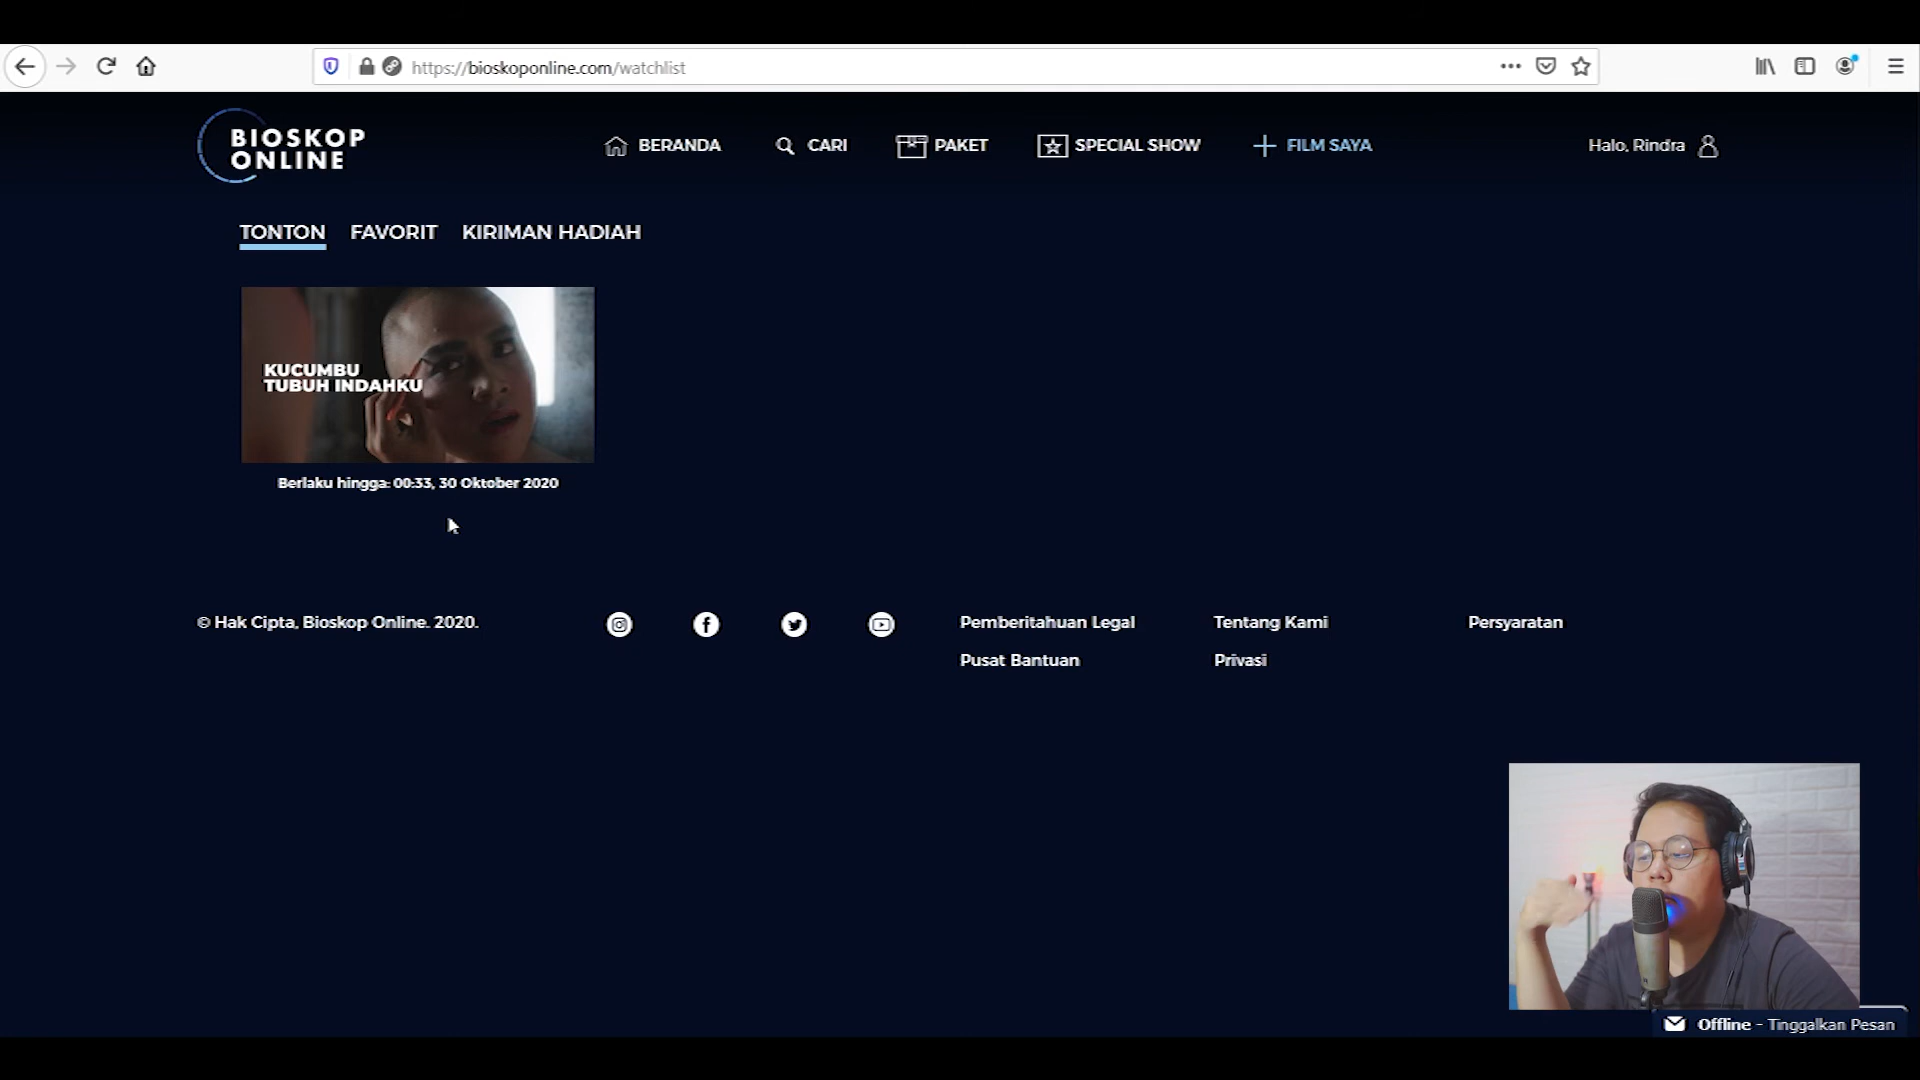 https://bioskoponline.com/watchlist
BIOSKOP
ONLINE
BERANDA
CARI
PAKET
SPECIAL SHOW
FILM SAYA
Halo, Rindra
TONTON
FAVORIT
KIRIMAN HADIAH
KUCUMBU
TUBUH INDAHKU
Berlaku hingga: 00:33, 30 Oktober 2020
© Hak Cipta, Bioskop Online. 2020.
Pemberitahuan Legal
Tentang Kami
Persyaratan
Pusat Bantuan
Privasi
Offline - Tinggalkan Pesan